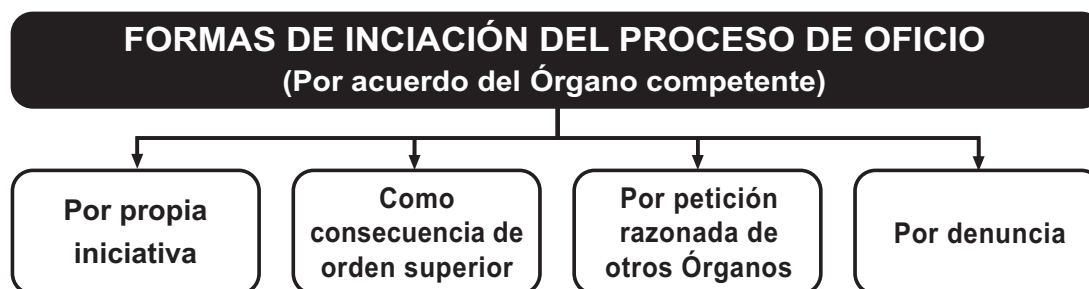 FORMAS DE INCIACIÓN DEL PROCESO DE OFICIO
(Por acuerdo del Órgano competente)
Por propia
iniciativa
Como
consecuencia de
orden superior
Por petición
razonada de
otros Órganos
Por denuncia